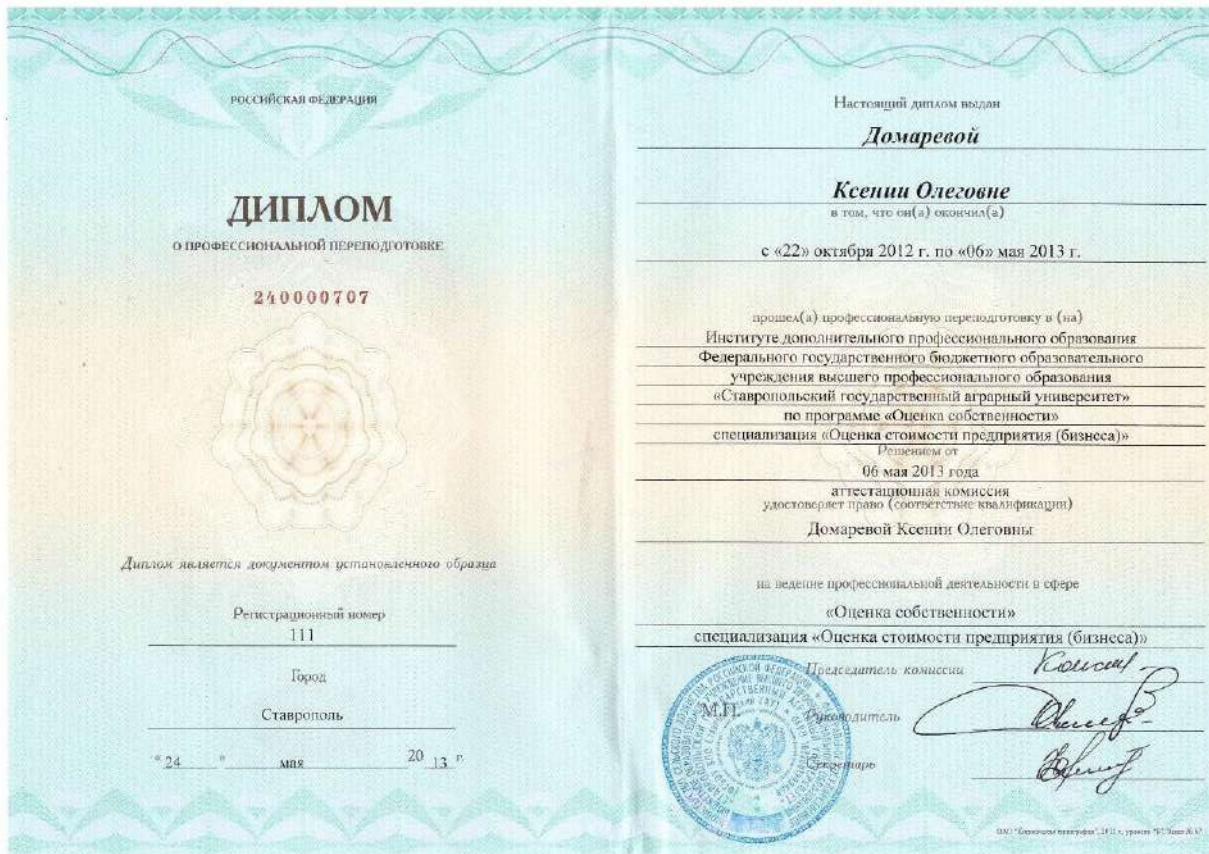 РОССИЙСКАЯ ФЕДЕРАЦИЯ
ДИПЛОМ
О ПРОФЕССИОНАЛЬНОЙ ПЕРЕПОДГОТОВКЕ
240000707
Диплом является документом установленного образца
Регистрационный номер
111
Город
Ставрополь
" 24 " мая 20 13 г.
Настоящий диплом выдан
Домаревой
Ксении Олеговне
в том, что он(а) окончил(а)
с «22» октября 2012 г. по «06» мая 2013 г.
прошел(а) профессиональную переподготовку в (на)
Институте дополнительного профессионального образования
Федерального государственного бюджетного образовательного
учреждения высшего профессионального образования
«Ставропольский государственный аграрный университет»
по программе «Оценка собственности»
специализация «Оценка стоимости предприятия (бизнеса)»
Решением от
06 мая 2013 года
аттестационная комиссия
удостоверяет право (соответствие квалификации)
Домаревой Ксении Олеговны
на ведение профессиональной деятельности в сфере
«Оценка собственности»
специализация «Оценка стоимости предприятия (бизнеса)»
Председатель комиссии
М.П.
Руководитель
Секретарь